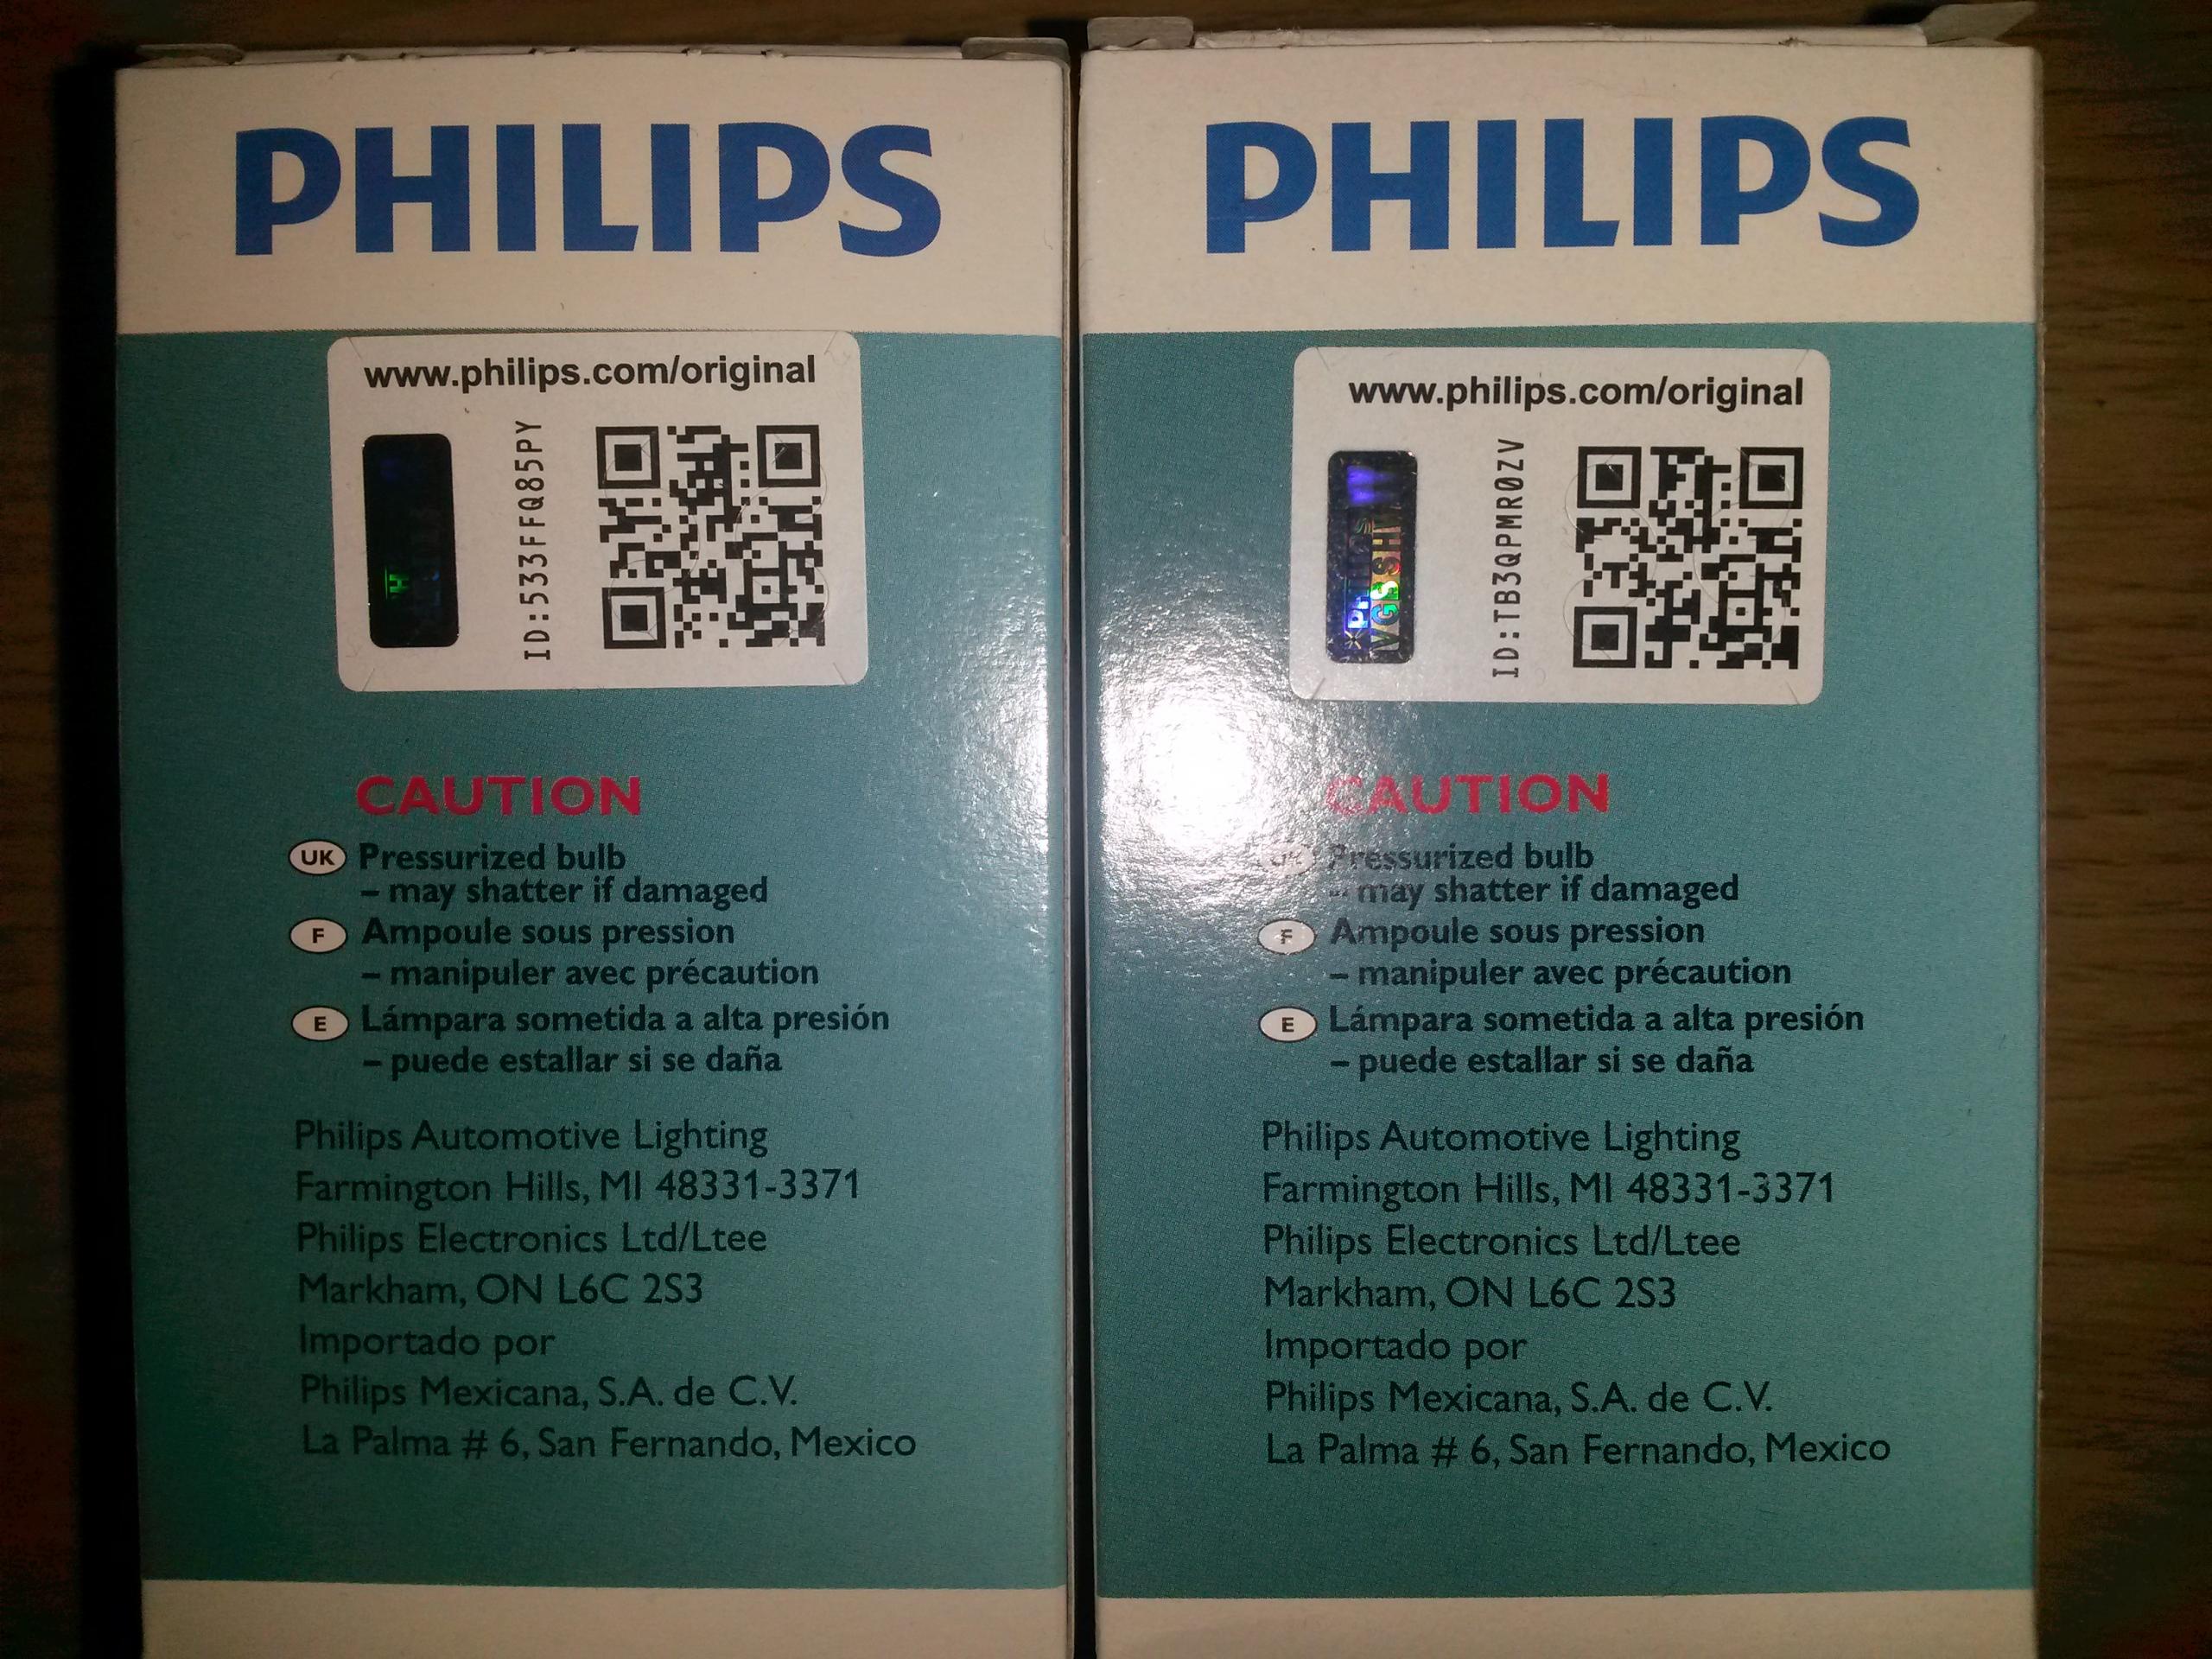 PHILIPS
www.philips.com/original
ID:533FFQ85PY
CAUTION
UK Pressurized bulb
– may shatter if damaged
F Ampoule sous pression
– manipuler avec précaution
E Lámpara sometida a alta presión
– puede estallar si se daña
Philips Automotive Lighting
Farmington Hills, MI 48331-3371
Philips Electronics Ltd/Ltee
Markham, ON L6C 2S3
Importado por
Philips Mexicana, S.A. de C.V.
La Palma # 6, San Fernando, Mexico
PHILIPS
www.philips.com/original
ID:TB3QPMR0ZV
CAUTION
UK Pressurized bulb
– may shatter if damaged
F Ampoule sous pression
– manipuler avec précaution
E Lámpara sometida a alta presión
– puede estallar si se daña
Philips Automotive Lighting
Farmington Hills, MI 48331-3371
Philips Electronics Ltd/Ltee
Markham, ON L6C 2S3
Importado por
Philips Mexicana, S.A. de C.V.
La Palma # 6, San Fernando, Mexico